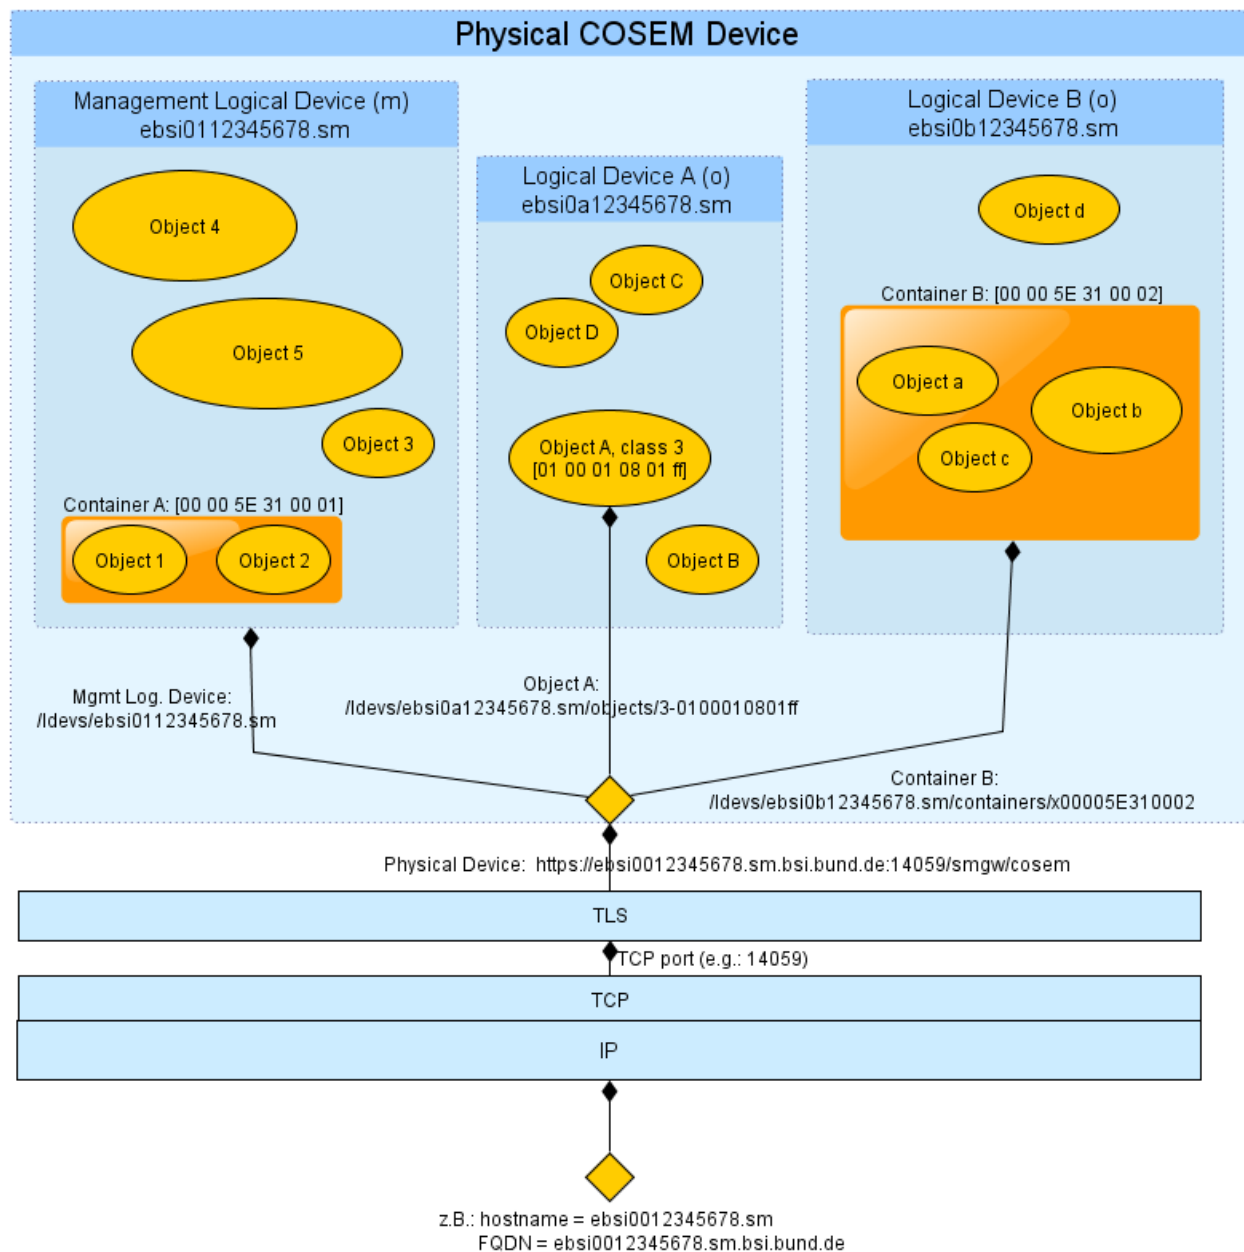 Physical COSEM Device
Management Logical Device (m)
ebsi0112345678.sm
Object 4
Object 5
Object 3
Container A: [00 00 5E 31 00 01]
Object 1
Object 2
Logical Device A (o)
ebsi0a12345678.sm
Object C
Object D
Object A, class 3
[01 00 01 08 01 ff]
Object B
Logical Device B (o)
ebsi0b12345678.sm
Object d
Container B: [00 00 5E 31 00 02]
Object a
Object b
Object c
Mgmt Log. Device:
/ldevs/ebsi0112345678.sm
Object A:
/ldevs/ebsi0a12345678.sm/objects/3-0100010801ff
Container B:
/ldevs/ebsi0b12345678.sm/containers/x00005E310002
Physical Device: https://ebsi0012345678.sm.bsi.bund.de:14059/smgw/cosem
TLS
TCP port (e.g.: 14059)
TCP
IP
z.B.: hostname = ebsi0012345678.sm
FQDN = ebsi0012345678.sm.bsi.bund.de